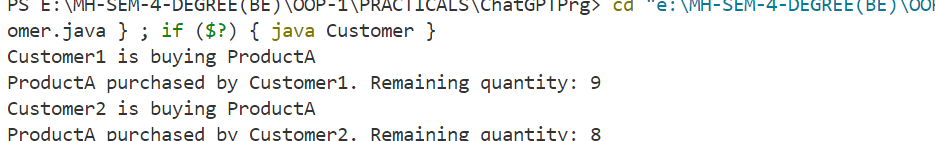 PS E:\MH-SEM-4-DEGREE(BE)\OOP-1\PRACTICALS\ChatGPTPrg> cd "e:\MH-SEM-4-DEGREE(BE)\OOP
omer.java } ; if ($?) { java Customer }
Customer1 is buying ProductA
ProductA purchased by Customer1. Remaining quantity: 9
Customer2 is buying ProductA
ProductA purchased by Customer2. Remaining quantity: 8